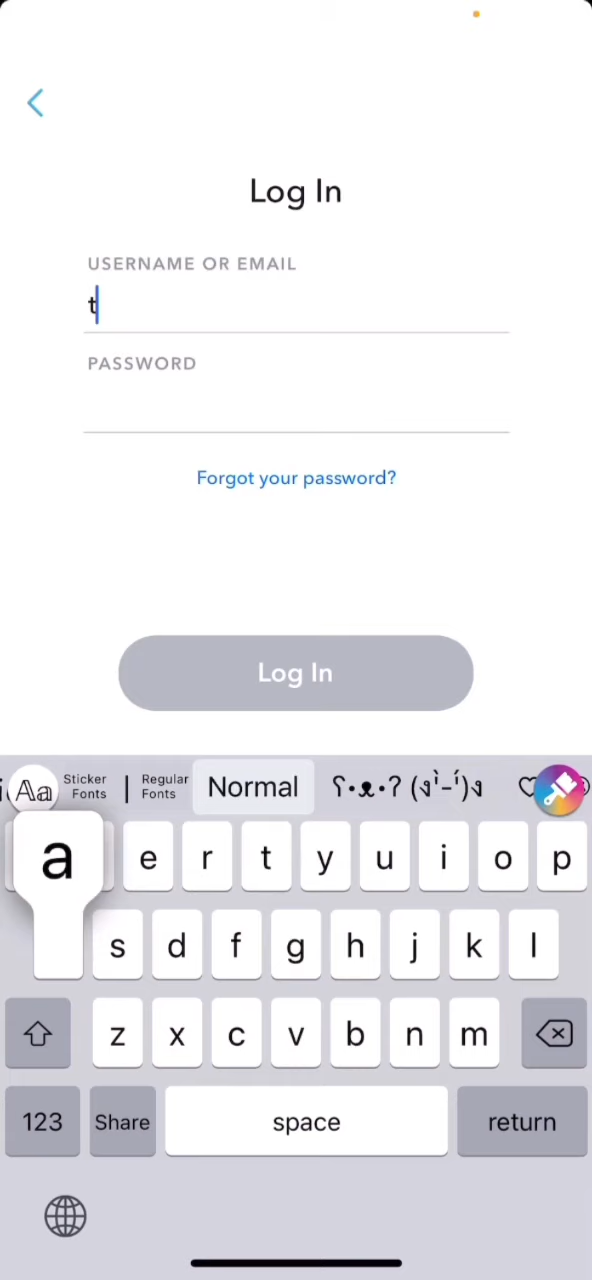 Log In
USERNAME OR EMAIL
t
PASSWORD
Forgot your password?
Log In
Aa Sticker Fonts | Regular Fonts Normal
a e r t y u i o p
s d f g h j k l
z x c v b n m
123 Share space return